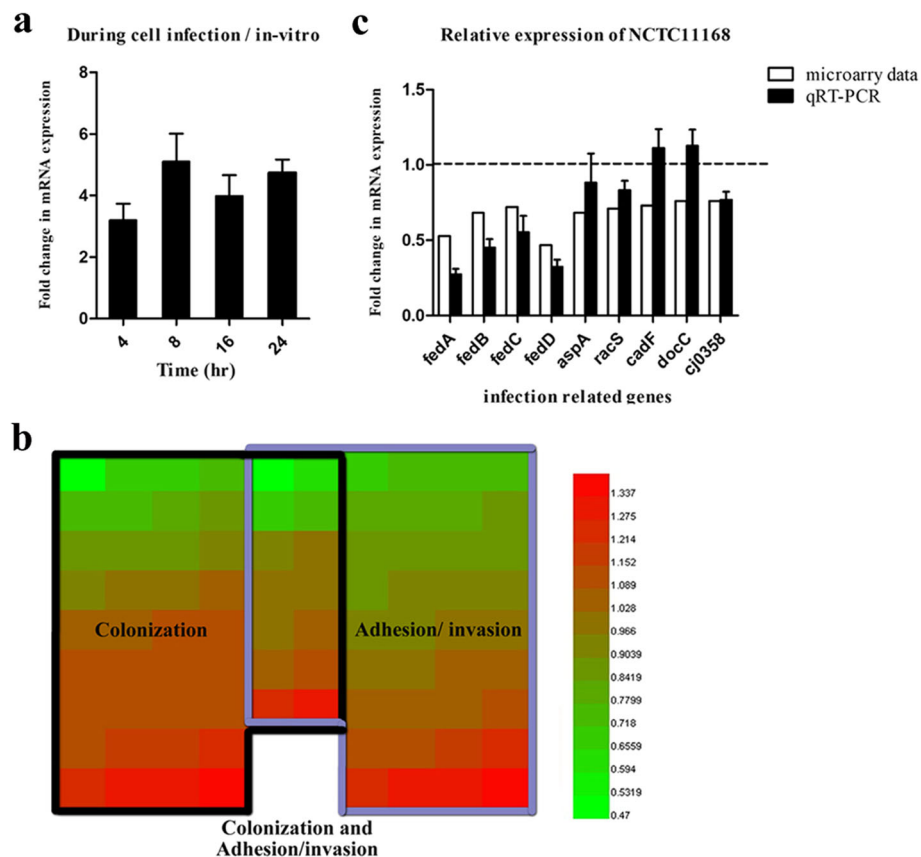 a
During cell infection / in-vitro
Fold change in mRNA expression
8
6
4
2
0
4
8
16
24
Time (hr)
c
Relative expression of NCTC11168
microarry data
qRT-PCR
Fold change in mRNA expression
1.5
1.0
0.5
0.0
fedA
fedB
fedC
fedD
aspA
racS
cadF
docC
cj0358
infection related genes
b
Colonization
Adhesion/ invasion
Colonization and
Adhesion/invasion
1.337
1.275
1.214
1.152
1.089
1.028
0.966
0.9039
0.8419
0.7799
0.718
0.6559
0.594
0.5319
0.47